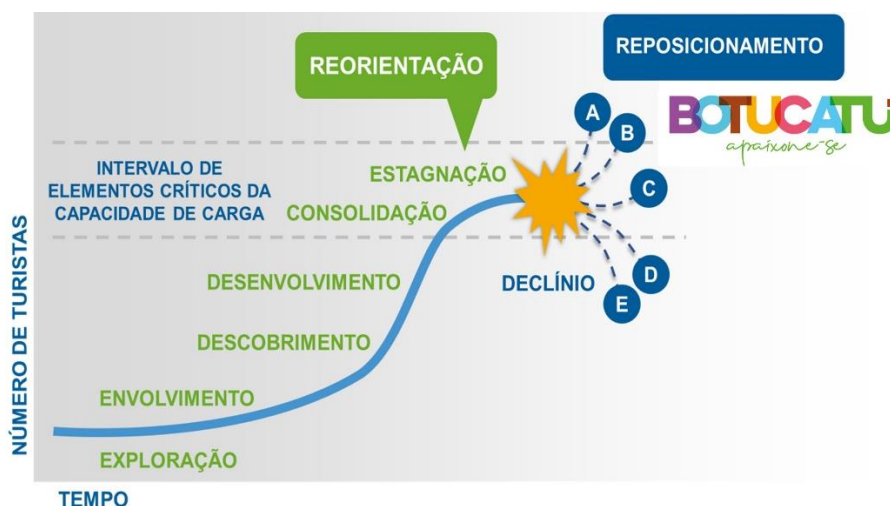 REORIENTAÇÃO
REPOSICIONAMENTO
BOTUCATU
apaixone-se
A
B
C
D
E
INTERVALO DE
ELEMENTOS CRÍTICOS DA
CAPACIDADE DE CARGA
ESTAGNAÇÃO
CONSOLIDAÇÃO
DESENVOLVIMENTO
DECLÍNIO
DESCOBRIMENTO
ENVOLVIMENTO
EXPLORAÇÃO
NÚMERO DE TURISTAS
TEMPO